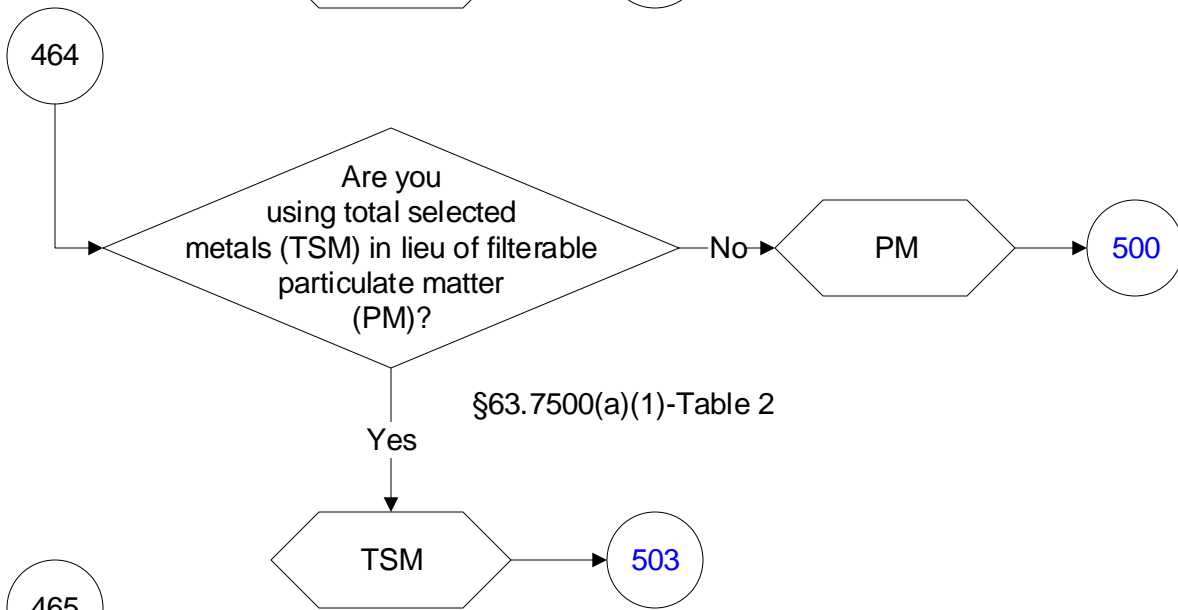 464
Are you
using total selected
metals (TSM) in lieu of filterable
particulate matter
(PM)?
No
PM
500
§63.7500(a)(1)-Table 2
Yes
TSM
503
465